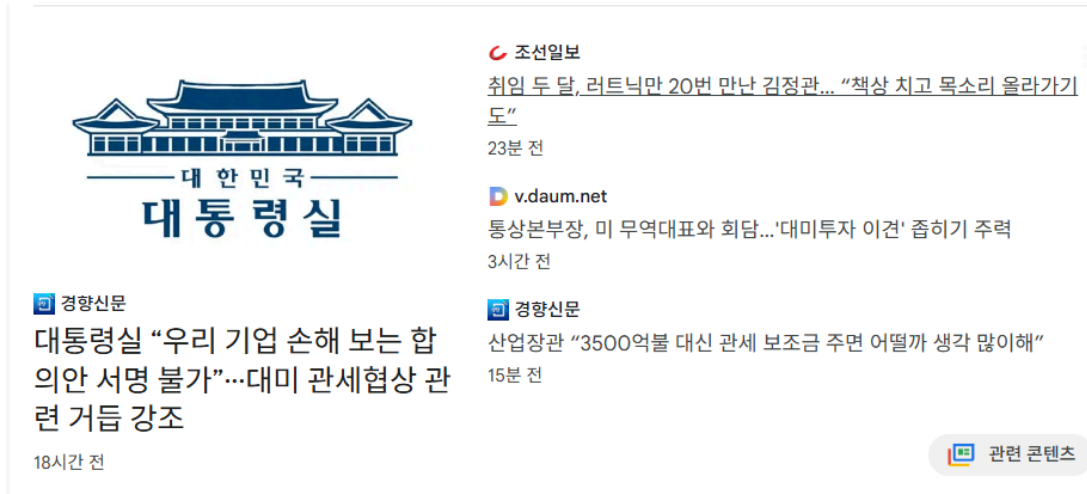 대한민국
대통령실
경향신문
대통령실 “우리 기업 손해 보는 합
의안 서명 불가”…대미 관세협상 관
련 거듭 강조
18시간 전
조선일보
취임 두 달, 러트닉만 20번 만난 김정관... “책상 치고 목소리 올라가기
도”
23분 전
v.daum.net
통상본부장, 미 무역대표와 회담...'대미투자 이견' 좁히기 주력
3시간 전
경향신문
산업장관 “3500억불 대신 관세 보조금 주면 어떨까 생각 많이해”
15분 전
관련 콘텐츠